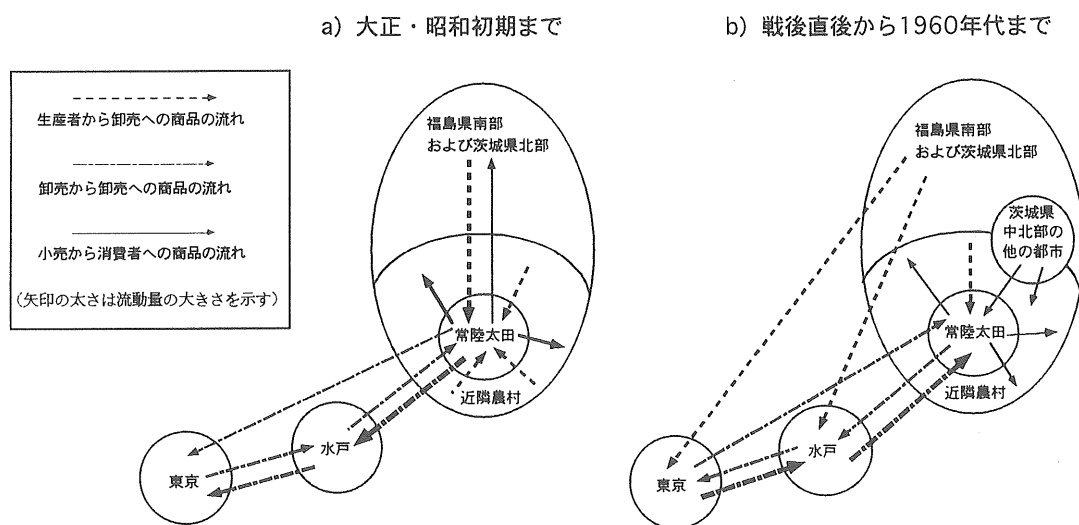 a）大正・昭和初期まで
生産者から卸売への商品の流れ
卸売から卸売への商品の流れ
小売から消費者への商品の流れ
（矢印の太さは流動量の大きさを示す）
福島県南部
および茨城県北部
常陸太田
近隣農村
水戸
東京
b）戦後直後から1960年代まで
福島県南部
および茨城県北部
茨城県
中北部の
他の都市
常陸太田
近隣農村
水戸
東京